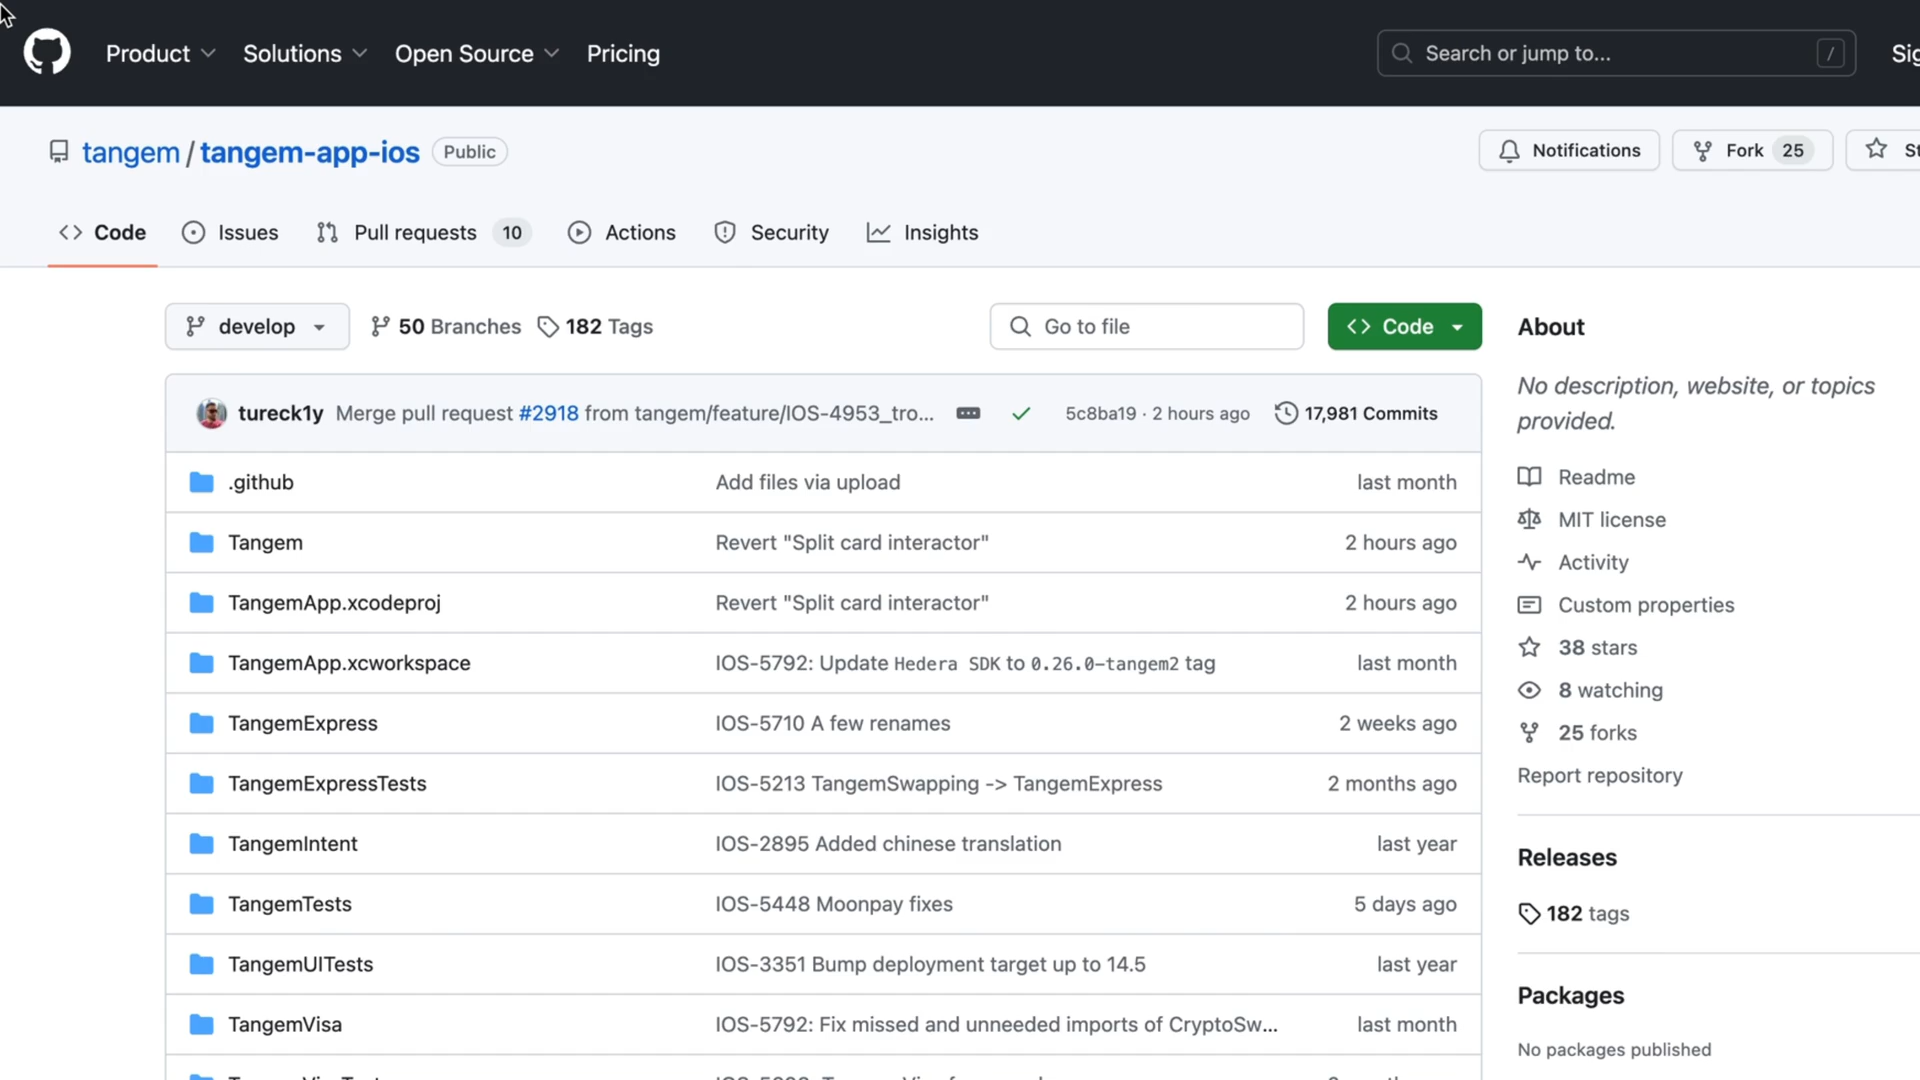 Product
Solutions
Open Source
Pricing
Search or jump to...
/
tangem / tangem-app-ios
Public
Notifications
Fork 25
Code
Issues
Pull requests 10
Actions
Security
Insights
develop
50 Branches
182 Tags
Go to file
Code
tureck1y Merge pull request #2918 from tangem/feature/IOS-4953_tro...
5c8ba19 · 2 hours ago
17,981 Commits
.github Add files via upload last month
Tangem Revert "Split card interactor" 2 hours ago
TangemApp.xcodeproj Revert "Split card interactor" 2 hours ago
TangemApp.xcworkspace IOS-5792: Update Hedera SDK to 0.26.0-tangem2 tag last month
TangemExpress IOS-5710 A few renames 2 weeks ago
TangemExpressTests IOS-5213 TangemSwapping -> TangemExpress 2 months ago
TangemIntent IOS-2895 Added chinese translation last year
TangemTests IOS-5448 Moonpay fixes 5 days ago
TangemUITests IOS-3351 Bump deployment target up to 14.5 last year
TangemVisa IOS-5792: Fix missed and unneeded imports of CryptoSw... last month
About
No description, website, or topics
provided.
Readme
MIT license
Activity
Custom properties
38 stars
8 watching
25 forks
Report repository
Releases
182 tags
Packages
No packages published